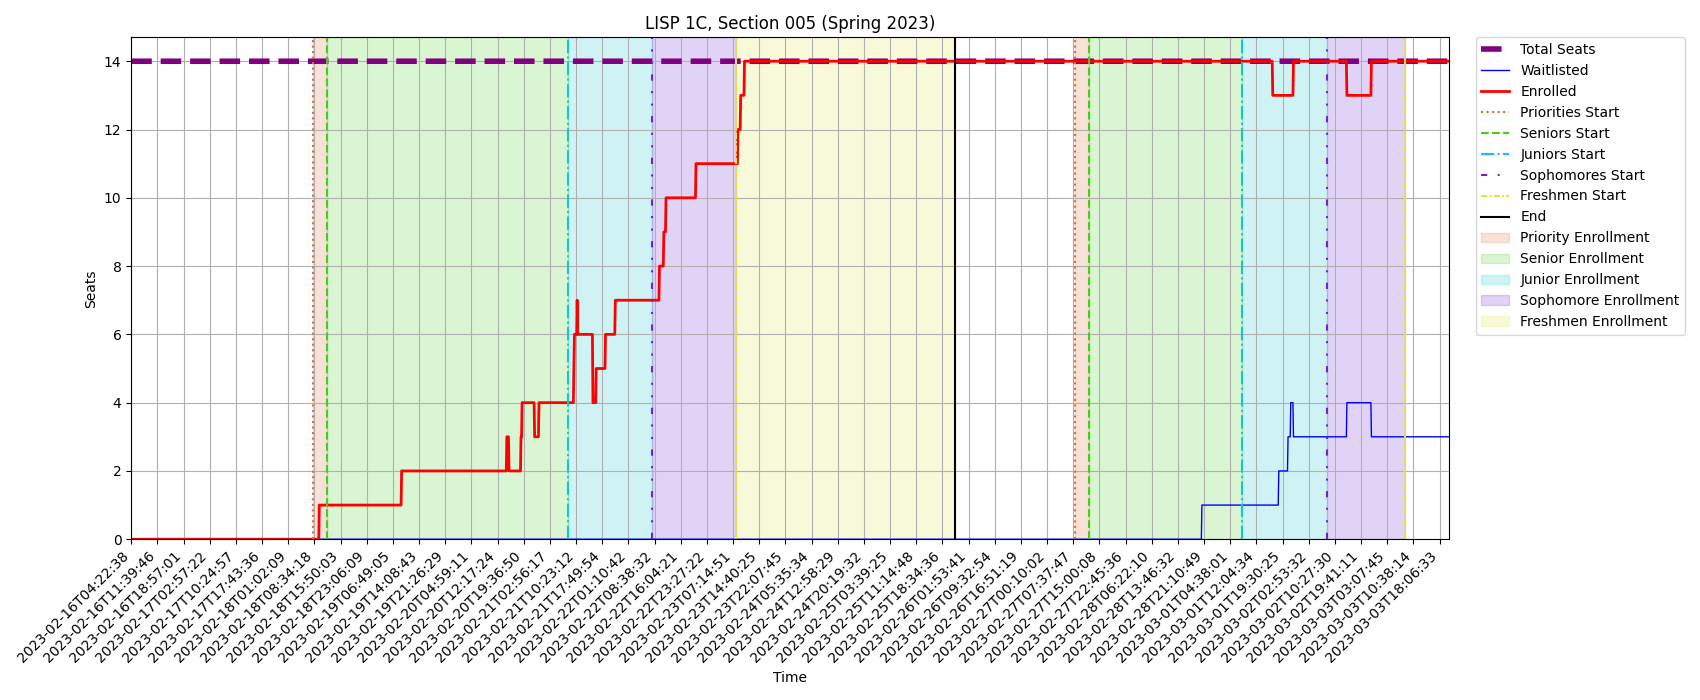 LISP 1C, Section 005 (Spring 2023)
Total Seats
Waitlisted
Enrolled
Priorities Start
Seniors Start
Juniors Start
Sophomores Start
Freshmen Start
End
Priority Enrollment
Senior Enrollment
Junior Enrollment
Sophomore Enrollment
Freshmen Enrollment
Seats
14
12
10
8
6
4
2
0
2023-02-16T04:22:38
2023-02-16T11:39:46
2023-02-16T18:57:01
2023-02-17T02:57:22
2023-02-17T10:24:57
2023-02-17T17:43:36
2023-02-18T01:02:09
2023-02-18T08:34:18
2023-02-18T15:50:03
2023-02-18T23:06:09
2023-02-19T06:49:05
2023-02-19T14:08:43
2023-02-19T21:26:29
2023-02-20T04:59:11
2023-02-20T12:17:24
2023-02-20T19:36:50
2023-02-21T02:56:17
2023-02-21T10:23:12
2023-02-21T17:49:54
2023-02-22T01:10:42
2023-02-22T08:38:32
2023-02-22T16:04:21
2023-02-22T23:27:22
2023-02-23T07:14:51
2023-02-23T14:40:25
2023-02-23T22:07:45
2023-02-24T05:35:34
2023-02-24T12:58:29
2023-02-24T20:19:32
2023-02-25T03:39:25
2023-02-25T11:14:48
2023-02-25T18:34:36
2023-02-26T01:53:41
2023-02-26T09:32:54
2023-02-26T16:51:19
2023-02-27T00:10:02
2023-02-27T07:37:47
2023-02-27T15:00:08
2023-02-27T22:45:36
2023-02-28T06:22:10
2023-02-28T13:46:32
2023-02-28T21:10:49
2023-03-01T04:38:01
2023-03-01T12:04:34
2023-03-01T19:30:25
2023-03-02T02:53:32
2023-03-02T10:27:30
2023-03-02T19:41:11
2023-03-03T03:07:45
2023-03-03T10:38:14
2023-03-03T18:06:33
Time